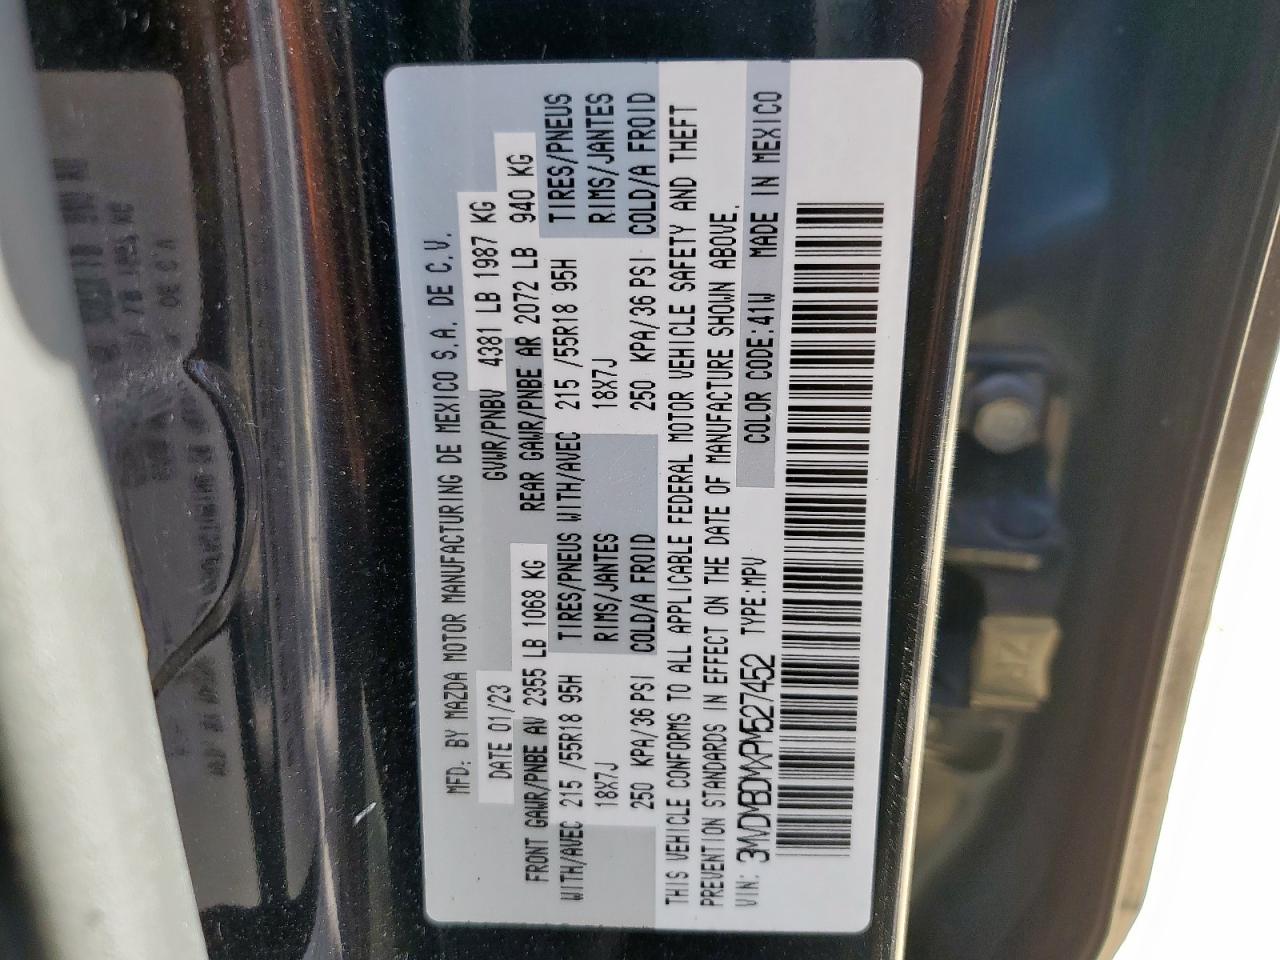 MFD. BY MAZDA MOTOR MANUFACTURING DE MEXICO S.A. DE C.V.
DATE 01/23 GVWR/PNBV 4381 LB 1987 KG
FRONT GAWR/PNBE AV 2355 LB 1068 KG REAR GAWR/PNBE AR 2072 LB 940 KG
WITH/AVEC 215 /55R18 95H TIRES/PNEUS WITH/AVEC 215 /55R18 95H TIRES/PNEUS
18X7J RIMS/JANTES 18X7J RIMS/JANTES
250 KPA/36 PSI COLD/A FROID 250 KPA/36 PSI COLD/A FROID
THIS VEHICLE CONFORMS TO ALL APPLICABLE FEDERAL MOTOR VEHICLE SAFETY AND THEFT
PREVENTION STANDARDS IN EFFECT ON THE DATE OF MANUFACTURE SHOWN ABOVE.
VIN: 3MVDMBDMXPM527452 TYPE:MPV COLOR CODE:41W MADE IN MEXICO